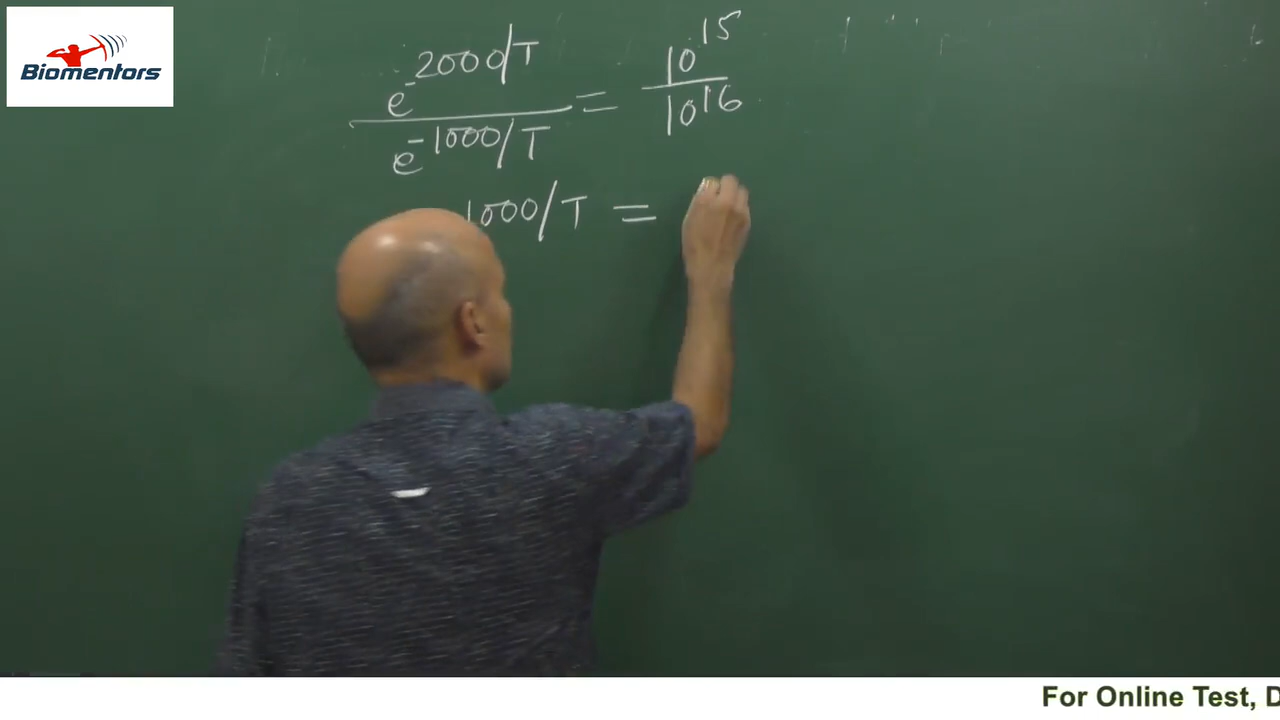 Biomentors
e^-2000/T / e^-1000/T = 10^15 / 10^16
1000/T =
For Online Test, D